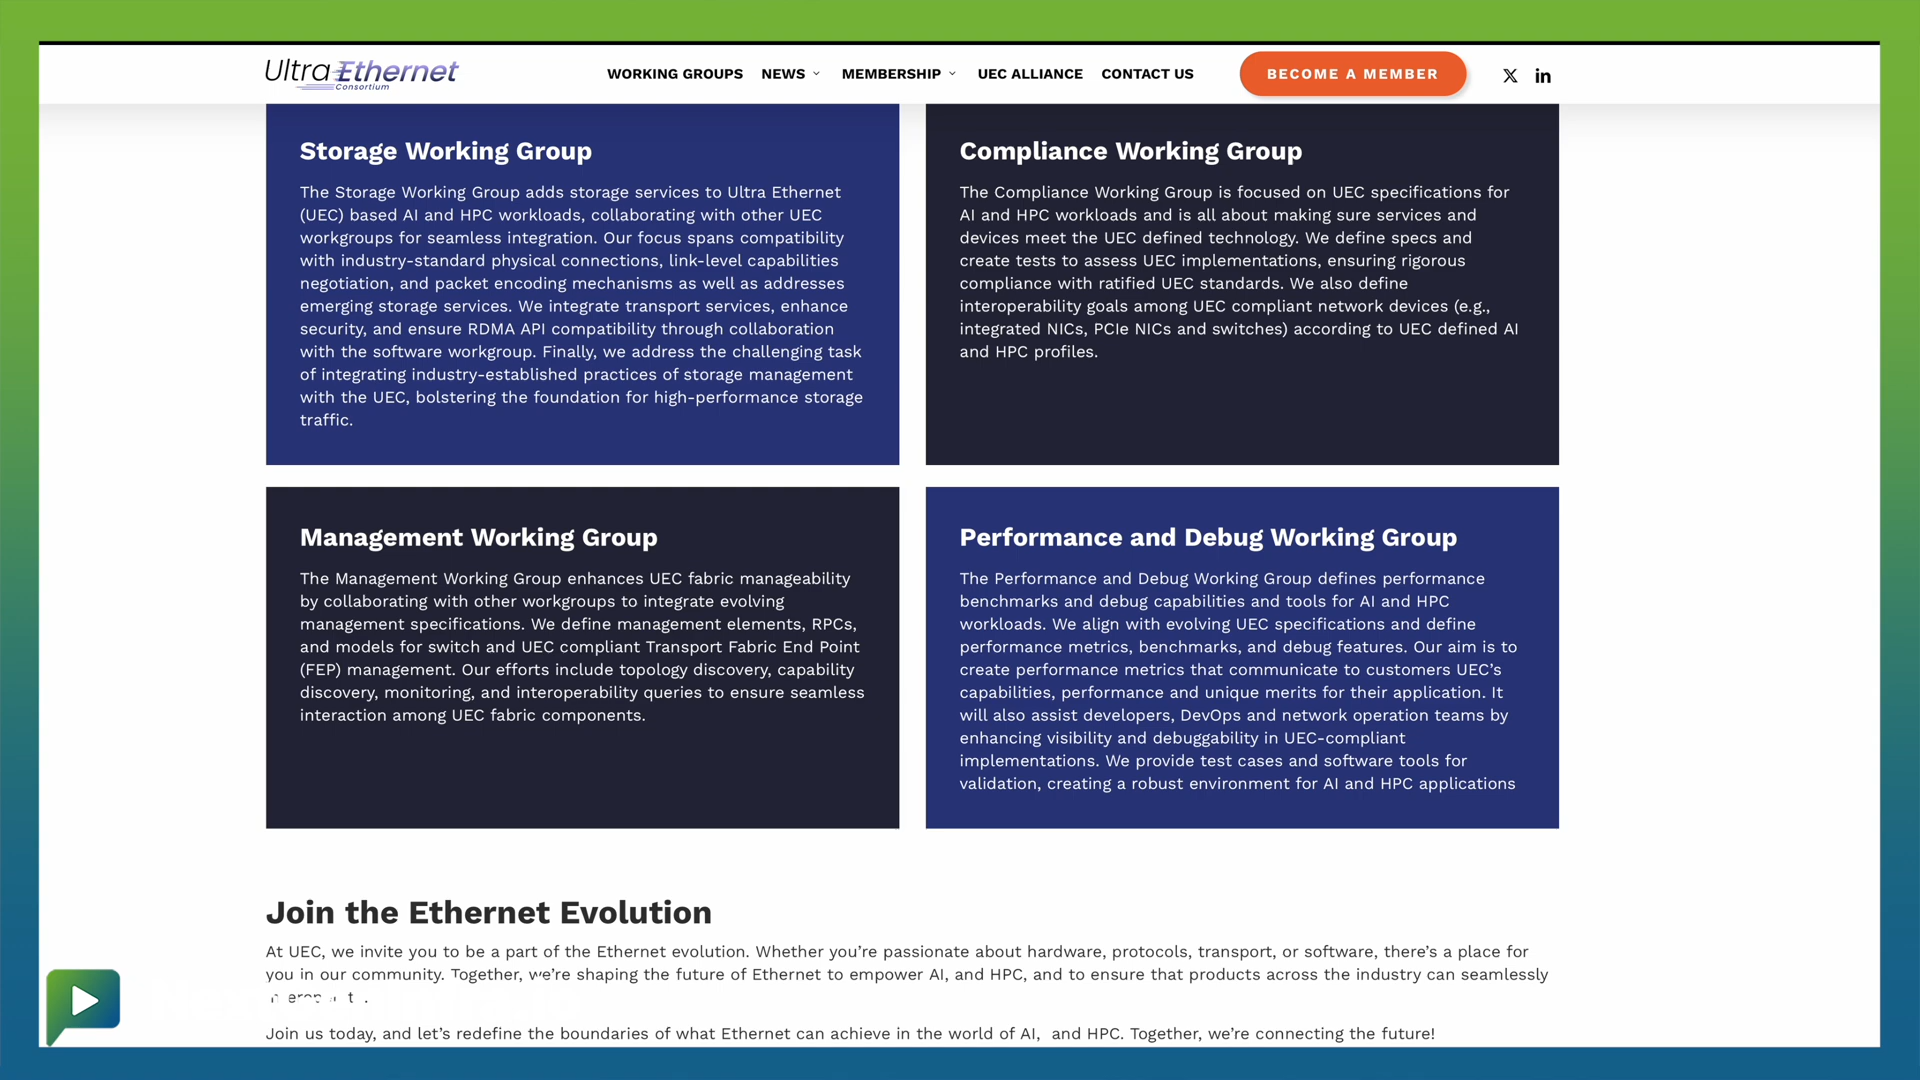 Ultra Ethernet
Consortium
WORKING GROUPS NEWS MEMBERSHIP UEC ALLIANCE CONTACT US BECOME A MEMBER X in
Storage Working Group
The Storage Working Group adds storage services to Ultra Ethernet
(UEC) based AI and HPC workloads, collaborating with other UEC
workgroups for seamless integration. Our focus spans compatibility
with industry-standard physical connections, link-level capabilities
negotiation, and packet encoding mechanisms as well as addresses
emerging storage services. We integrate transport services, enhance
security, and ensure RDMA API compatibility through collaboration
with the software workgroup. Finally, we address the challenging task
of integrating industry-established practices of storage management
with the UEC, bolstering the foundation for high-performance storage
traffic.
Compliance Working Group
The Compliance Working Group is focused on UEC specifications for
AI and HPC workloads and is all about making sure services and
devices meet the UEC defined technology. We define specs and
create tests to assess UEC implementations, ensuring rigorous
compliance with ratified UEC standards. We also define
interoperability goals among UEC compliant network devices (e.g.,
integrated NICs, PCIe NICs and switches) according to UEC defined AI
and HPC profiles.
Management Working Group
The Management Working Group enhances UEC fabric manageability
by collaborating with other workgroups to integrate evolving
management specifications. We define management elements, RPCs,
and models for switch and UEC compliant Transport Fabric End Point
(FEP) management. Our efforts include topology discovery, capability
discovery, monitoring, and interoperability queries to ensure seamless
interaction among UEC fabric components.
Performance and Debug Working Group
The Performance and Debug Working Group defines performance
benchmarks and debug capabilities and tools for AI and HPC
workloads. We align with evolving UEC specifications and define
performance metrics, benchmarks, and debug features. Our aim is to
create performance metrics that communicate to customers UEC’s
capabilities, performance and unique merits for their application. It
will also assist developers, DevOps and network operation teams by
enhancing visibility and debuggability in UEC-compliant
implementations. We provide test cases and software tools for
validation, creating a robust environment for AI and HPC applications
Join the Ethernet Evolution
At UEC, we invite you to be a part of the Ethernet evolution. Whether you’re passionate about hardware, protocols, transport, or software, there’s a place for
you in our community. Together, we’re shaping the future of Ethernet to empower AI, and HPC, and to ensure that products across the industry can seamlessly
Join us today, and let’s redefine the boundaries of what Ethernet can achieve in the world of AI, and HPC. Together, we’re connecting the future!